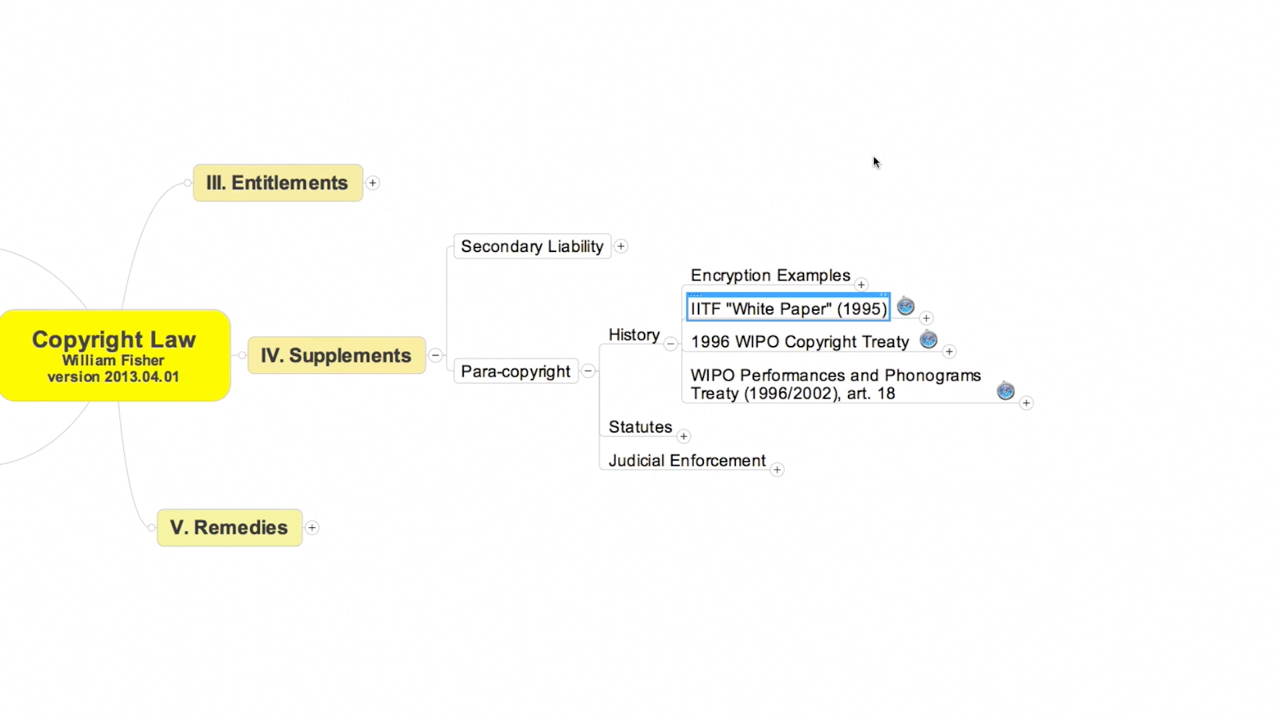 III. Entitlements
Secondary Liability
Encryption Examples
IITF "White Paper" (1995)
History
1996 WIPO Copyright Treaty
Copyright Law
William Fisher
version 2013.04.01
IV. Supplements
Para-copyright
WIPO Performances and Phonograms
Treaty (1996/2002), art. 18
Statutes
Judicial Enforcement
V. Remedies